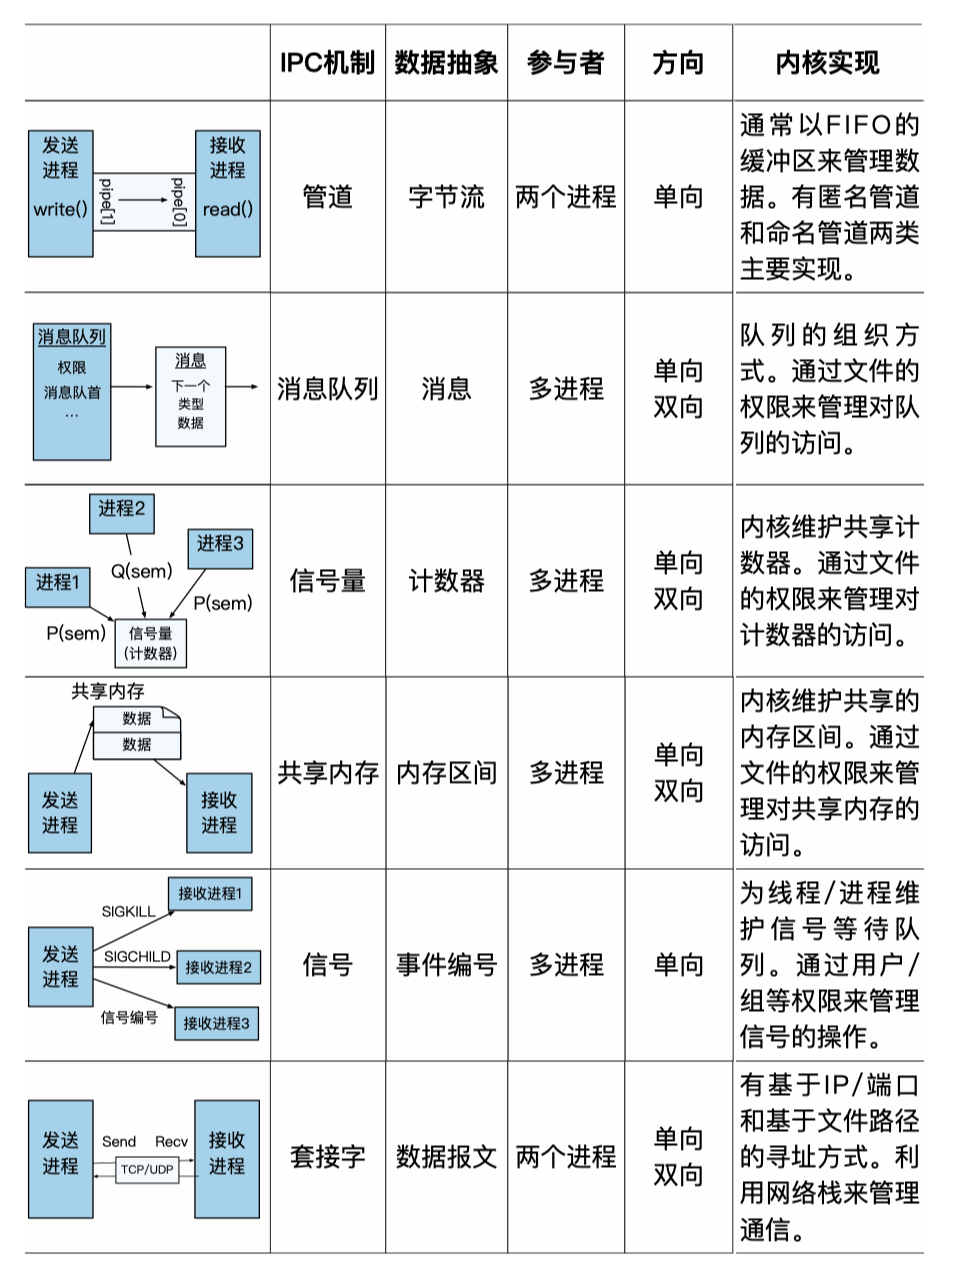 IPC机制 数据抽象 参与者 方向 内核实现
发送
进程
write()
pipe[1]
pipe[0]
接收
进程
read()
管道
字节流
两个进程
单向
通常以FIFO的
缓冲区来管理数
据。有匿名管道
和命名管道两类
主要实现。
消息队列
权限
消息队首
...
消息
下一个
类型
数据
消息队列
消息
多进程
单向
双向
队列的组织方
式。通过文件的
权限来管理对队
列的访问。
进程2
进程3
进程1
Q(sem)
P(sem)
P(sem)
信号量
(计数器)
信号量
计数器
多进程
单向
双向
内核维护共享计
数器。通过文件
的权限来管理对
计数器的访问。
共享内存
数据
数据
发送
进程
接收
进程
共享内存
内存区间
多进程
单向
双向
内核维护共享的
内存区间。通过
文件的权限来管
理对共享内存的
访问。
发送
进程
SIGKILL
接收进程1
SIGCHILD
接收进程2
信号编号
接收进程3
信号
事件编号
多进程
单向
为线程/进程维
护信号等待队
列。通过用户/
组等权限来管理
信号的操作。
发送
进程
Send Recv
TCP/UDP
接收
进程
套接字
数据报文
两个进程
单向
双向
有基于IP/端口
和基于文件路径
的寻址方式。利
用网络栈来管理
通信。